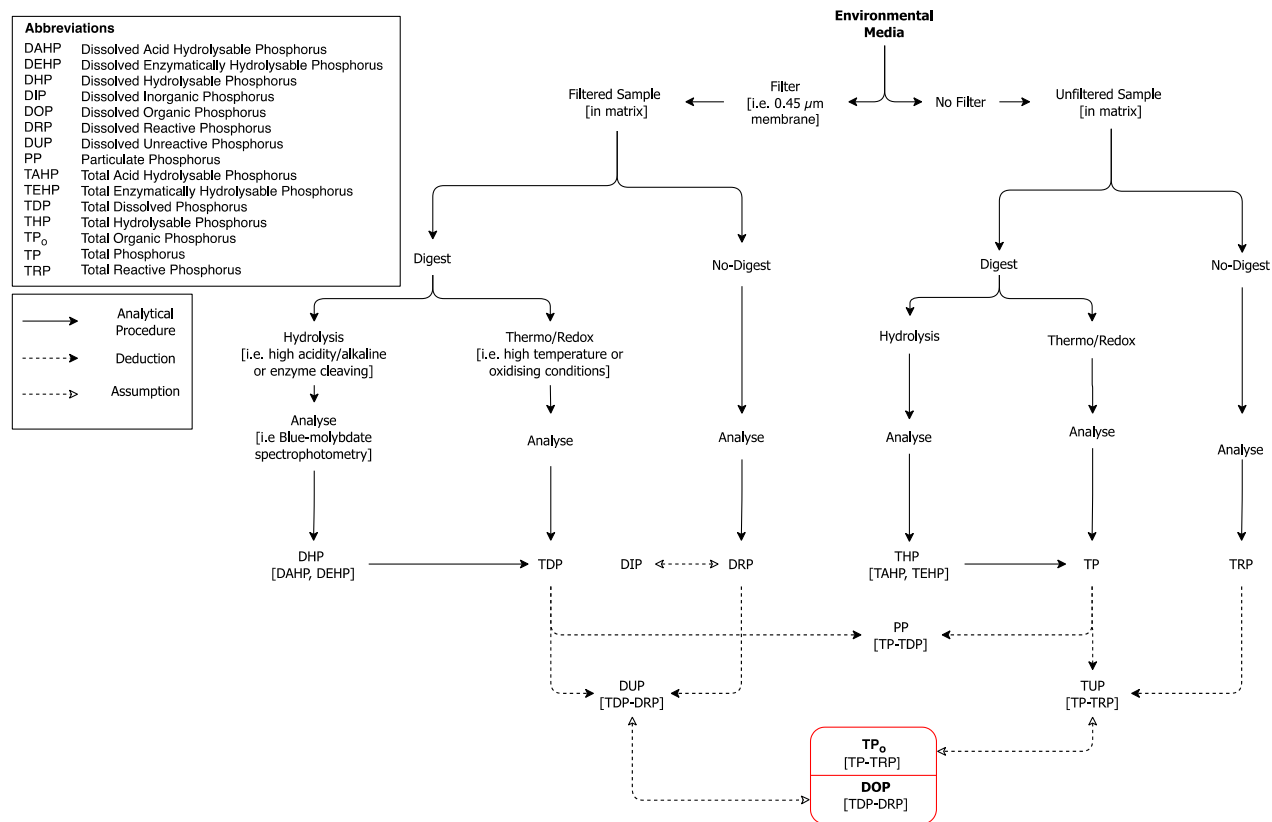 Abbreviations
DAHP Dissolved Acid Hydrolysable Phosphorus
DEHP Dissolved Enzymatically Hydrolysable Phosphorus
DHP Dissolved Hydrolysable Phosphorus
DIP Dissolved Inorganic Phosphorus
DOP Dissolved Organic Phosphorus
DRP Dissolved Reactive Phosphorus
DUP Dissolved Unreactive Phosphorus
PP Particulate Phosphorus
TAHP Total Acid Hydrolysable Phosphorus
TEHP Total Enzymatically Hydrolysable Phosphorus
TDP Total Dissolved Phosphorus
THP Total Hydrolysable Phosphorus
TPo Total Organic Phosphorus
TP Total Phosphorus
TRP Total Reactive Phosphorus
Analytical
Procedure
Deduction
Assumption
Environmental
Media
Filtered Sample
[in matrix]
Filter
[i.e. 0.45 µm
membrane]
No Filter
Unfiltered Sample
[in matrix]
Digest
No-Digest
Digest
No-Digest
Hydrolysis
[i.e. high acidity/alkaline
or enzyme cleaving]
Thermo/Redox
[i.e. high temperature or
oxidising conditions]
Hydrolysis
Thermo/Redox
Analyse
[i.e Blue-molybdate
spectrophotometry]
Analyse
Analyse
Analyse
Analyse
Analyse
DHP
[DAHP, DEHP]
TDP
DIP
DRP
THP
[TAHP, TEHP]
TP
TRP
PP
[TP-TDP]
DUP
[TDP-DRP]
TUP
[TP-TRP]
TPo
[TP-TRP]
DOP
[TDP-DRP]